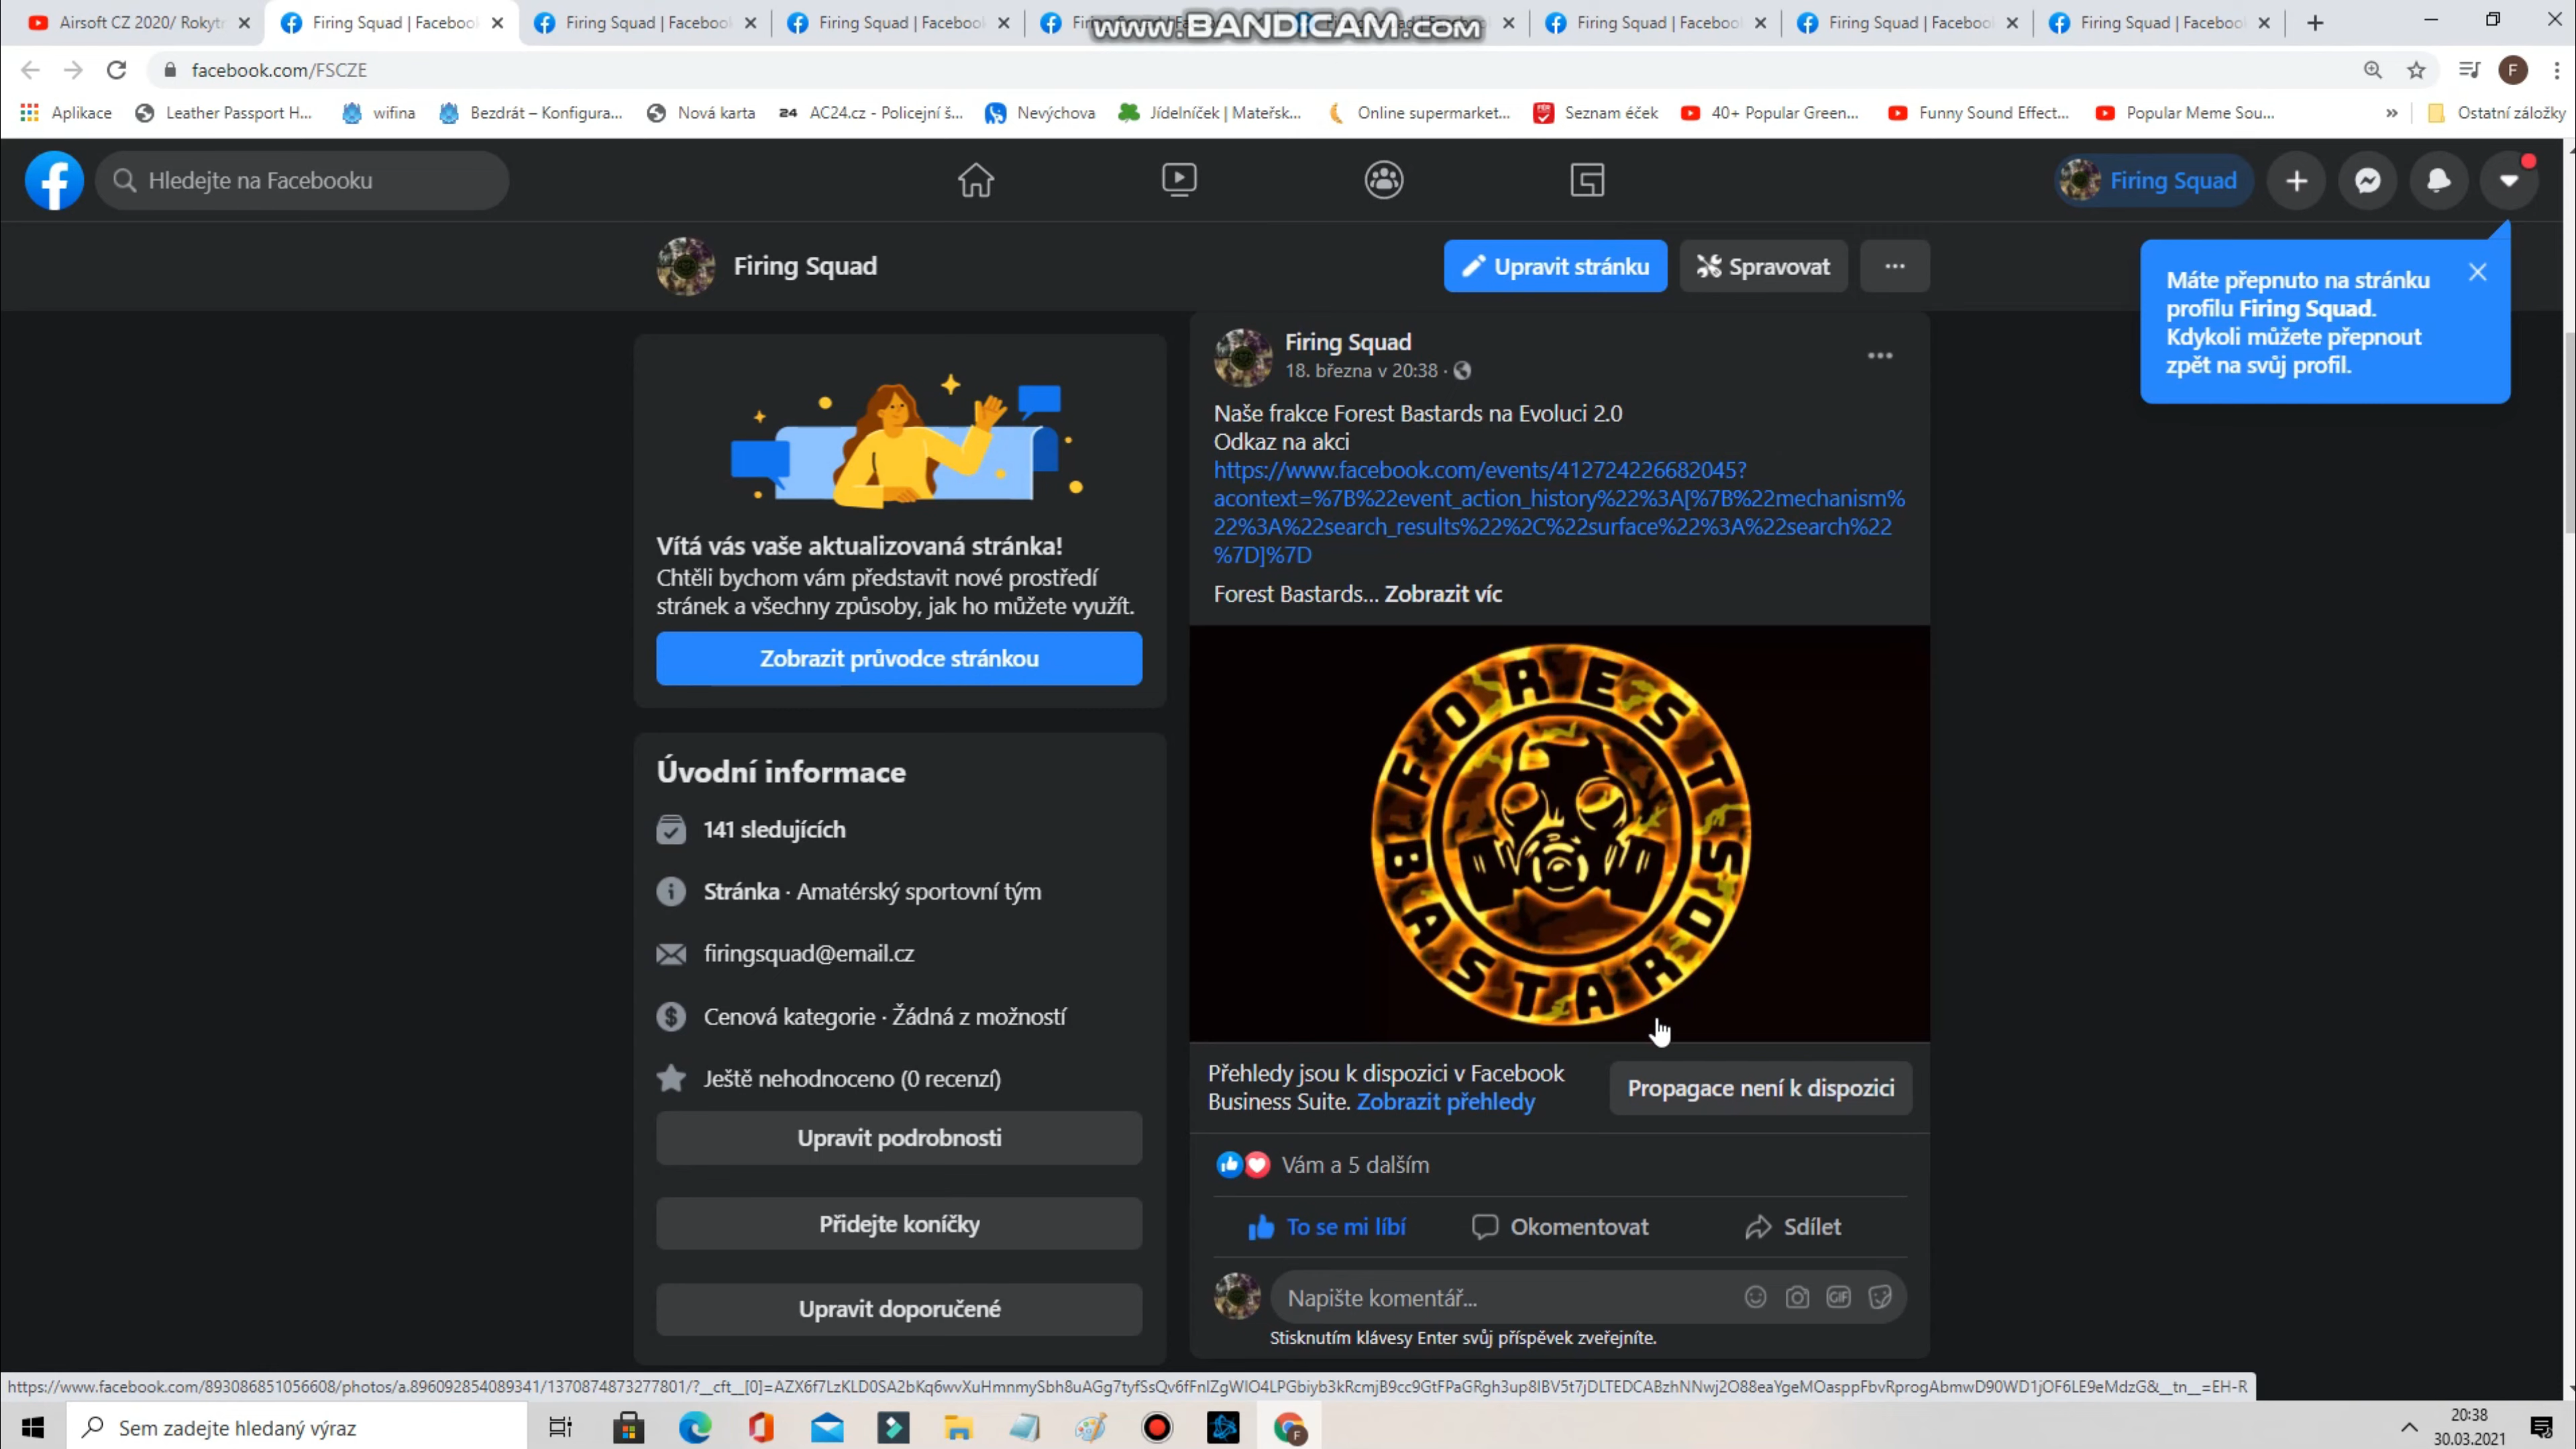 Airsoft CZ 2020/ Rokytn
Firing Squad | Facebook
Firing Squad | Facebook
Firing Squad | Facebook
Firing Squad | Facebook
Firing Squad | Facebook
Firing Squad | Facebook
www.BANDICAM.com
facebook.com/FSCZE
F
Aplikace
Leather Passport H...
wifina
Bezdrát – Konfigura...
Nová karta
24 AC24.cz - Policejní š...
Nevýchova
Jídelníček | Mateřsk...
Online supermarket...
Seznam éček
40+ Popular Green...
Funny Sound Effect...
Popular Meme Sou...
»
Ostatní záložky
Hledejte na Facebooku
Firing Squad
Firing Squad
Upravit stránku
Spravovat
Máte přepnuto na stránku
profilu Firing Squad.
Kdykoli můžete přepnout
zpět na svůj profil.
Vítá vás vaše aktualizovaná stránka!
Chtěli bychom vám představit nové prostředí
stránek a všechny způsoby, jak ho můžete využít.
Zobrazit průvodce stránkou
Úvodní informace
141 sledujících
Stránka · Amatérský sportovní tým
firingsquad@email.cz
Cenová kategorie · Žádná z možností
Ještě nehodnoceno (0 recenzí)
Upravit podrobnosti
Přidejte koníčky
Upravit doporučené
Firing Squad
18. března v 20:38 ·
Naše frakce Forest Bastards na Evoluci 2.0
Odkaz na akci
https://www.facebook.com/events/412724226682045?
acontext=%7B%22event_action_history%22%3A[%7B%22mechanism%
22%3A%22search_results%22%2C%22surface%22%3A%22search%22
%7D]%7D
Forest Bastards... Zobrazit víc
FOREST
BASTARDS
Přehledy jsou k dispozici v Facebook
Business Suite. Zobrazit přehledy
Propagace není k dispozici
Vám a 5 dalším
To se mi líbí
Okomentovat
Sdílet
Napište komentář...
GIF
Stisknutím klávesy Enter svůj příspěvek zveřejníte.
Sem zadejte hledaný výraz
20:38
30.03.2021